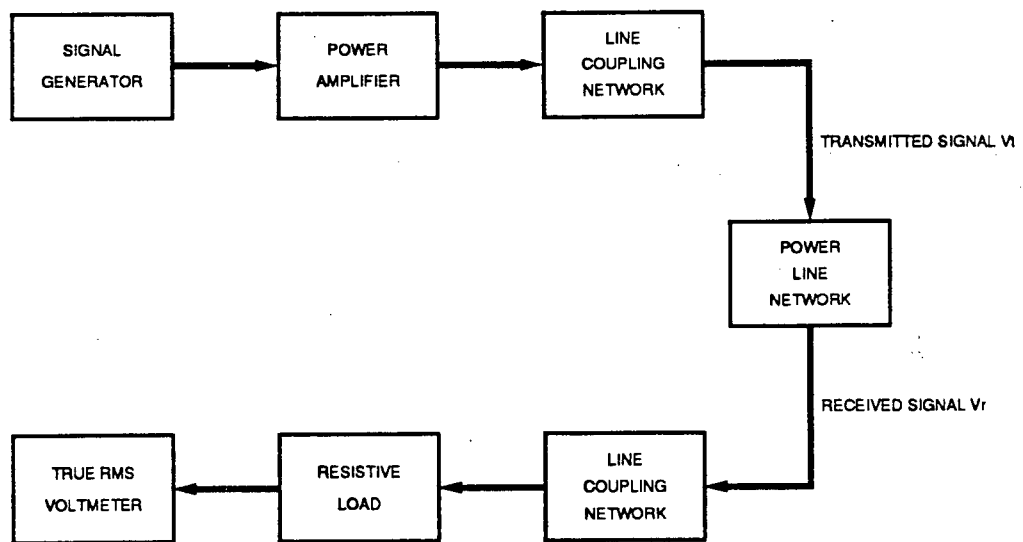 SIGNAL
GENERATOR
POWER
AMPLIFIER
LINE
COUPLING
NETWORK
TRANSMITTED SIGNAL Vt
POWER
LINE
NETWORK
RECEIVED SIGNAL Vr
LINE
COUPLING
NETWORK
RESISTIVE
LOAD
TRUE RMS
VOLTMETER